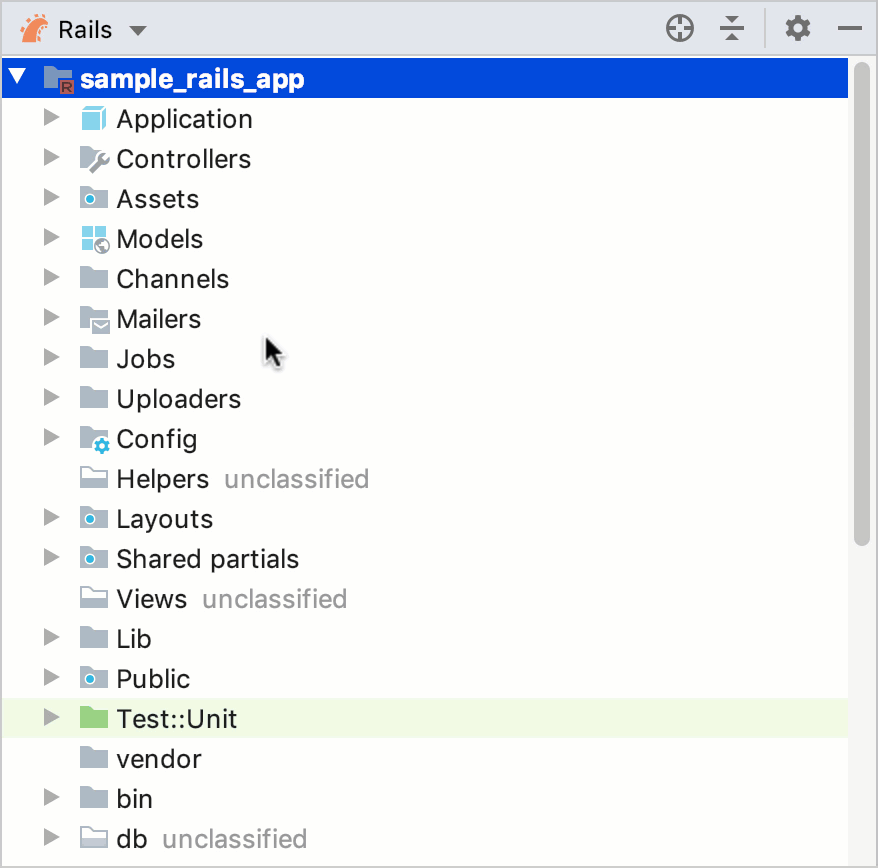 Rails
sample_rails_app
Application
Controllers
Assets
Models
Channels
Mailers
Jobs
Uploaders
Config
Helpers unclassified
Layouts
Shared partials
Views unclassified
Lib
Public
Test::Unit
vendor
bin
db unclassified